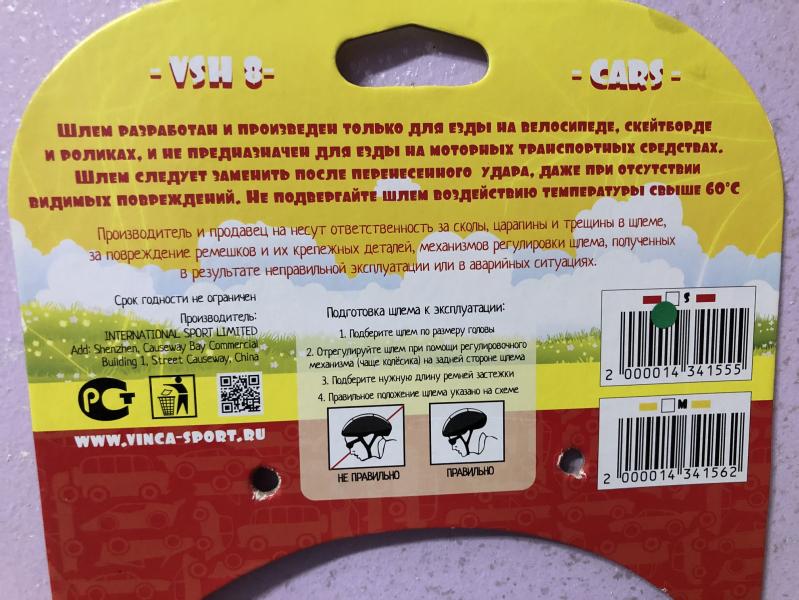 - VSH 8 -
- CARS -
Шлем разработан и произведен только для езды на велосипеде, скейтборде
и роликах, и не предназначен для езды на моторных транспортных средствах.
Шлем следует заменить после перенесенного удара, даже при отсутствии
видимых повреждений. Не подвергайте шлем воздействию температуры свыше 60°С
Производитель и продавец на несут ответственность за сколы, царапины и трещины в шлеме,
за повреждение ремешков и их крепежных деталей, механизмов регулировки шлема, полученных
в результате неправильной эксплуатации или в аварийных ситуациях.
Срок годности не ограничен
Производитель:
INTERNATIONAL SPORT LIMITED
Add: Shenzhen, Causeway Bay Commercial
Building 1, Street Causeway, China
РСТ
WWW.VINCA-SPORT.RU
Подготовка шлема к эксплуатации:
1. Подберите шлем по размеру головы
2. Отрегулируйте шлем при помощи регулировочного
механизма (чаще колёсика) на задней стороне шлема
3. Подберите нужную длину ремней застежки
4. Правильное положение шлема указано на схеме
НЕ ПРАВИЛЬНО
ПРАВИЛЬНО
S
2 000014 341555
M
2 000014 341562